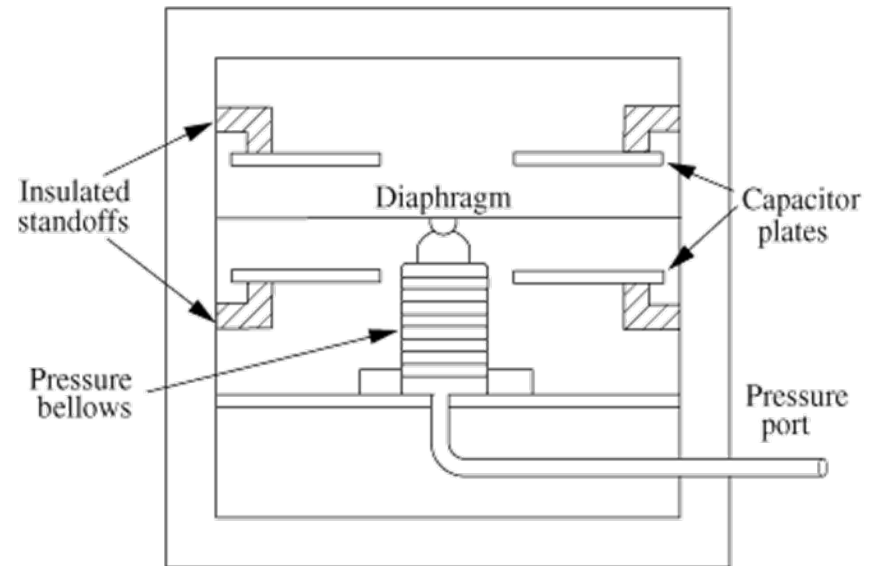 Diaphragm
Insulated
standoffs
Capacitor
plates
Pressure
bellows
Pressure
port